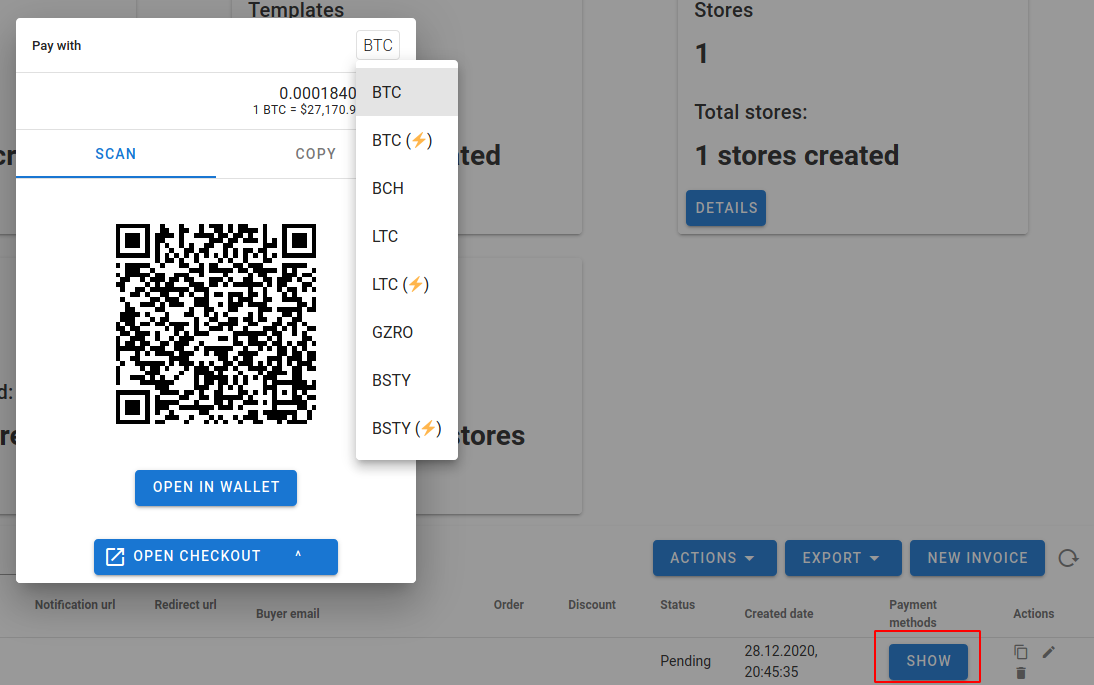 Templates
Stores
Pay with
BTC
1
0.0001840
1 BTC = $27,170.9
BTC
Total stores:
SCAN
COPY
BTC (⚡)
ted
1 stores created
BCH
DETAILS
LTC
LTC (⚡)
GZRO
d:
BSTY
BSTY (⚡)
stores
OPEN IN WALLET
OPEN CHECKOUT ^
ACTIONS
EXPORT
NEW INVOICE
Notification url
Redirect url
Buyer email
Order
Discount
Status
Created date
Payment
methods
Actions
Pending
28.12.2020,
20:45:35
SHOW